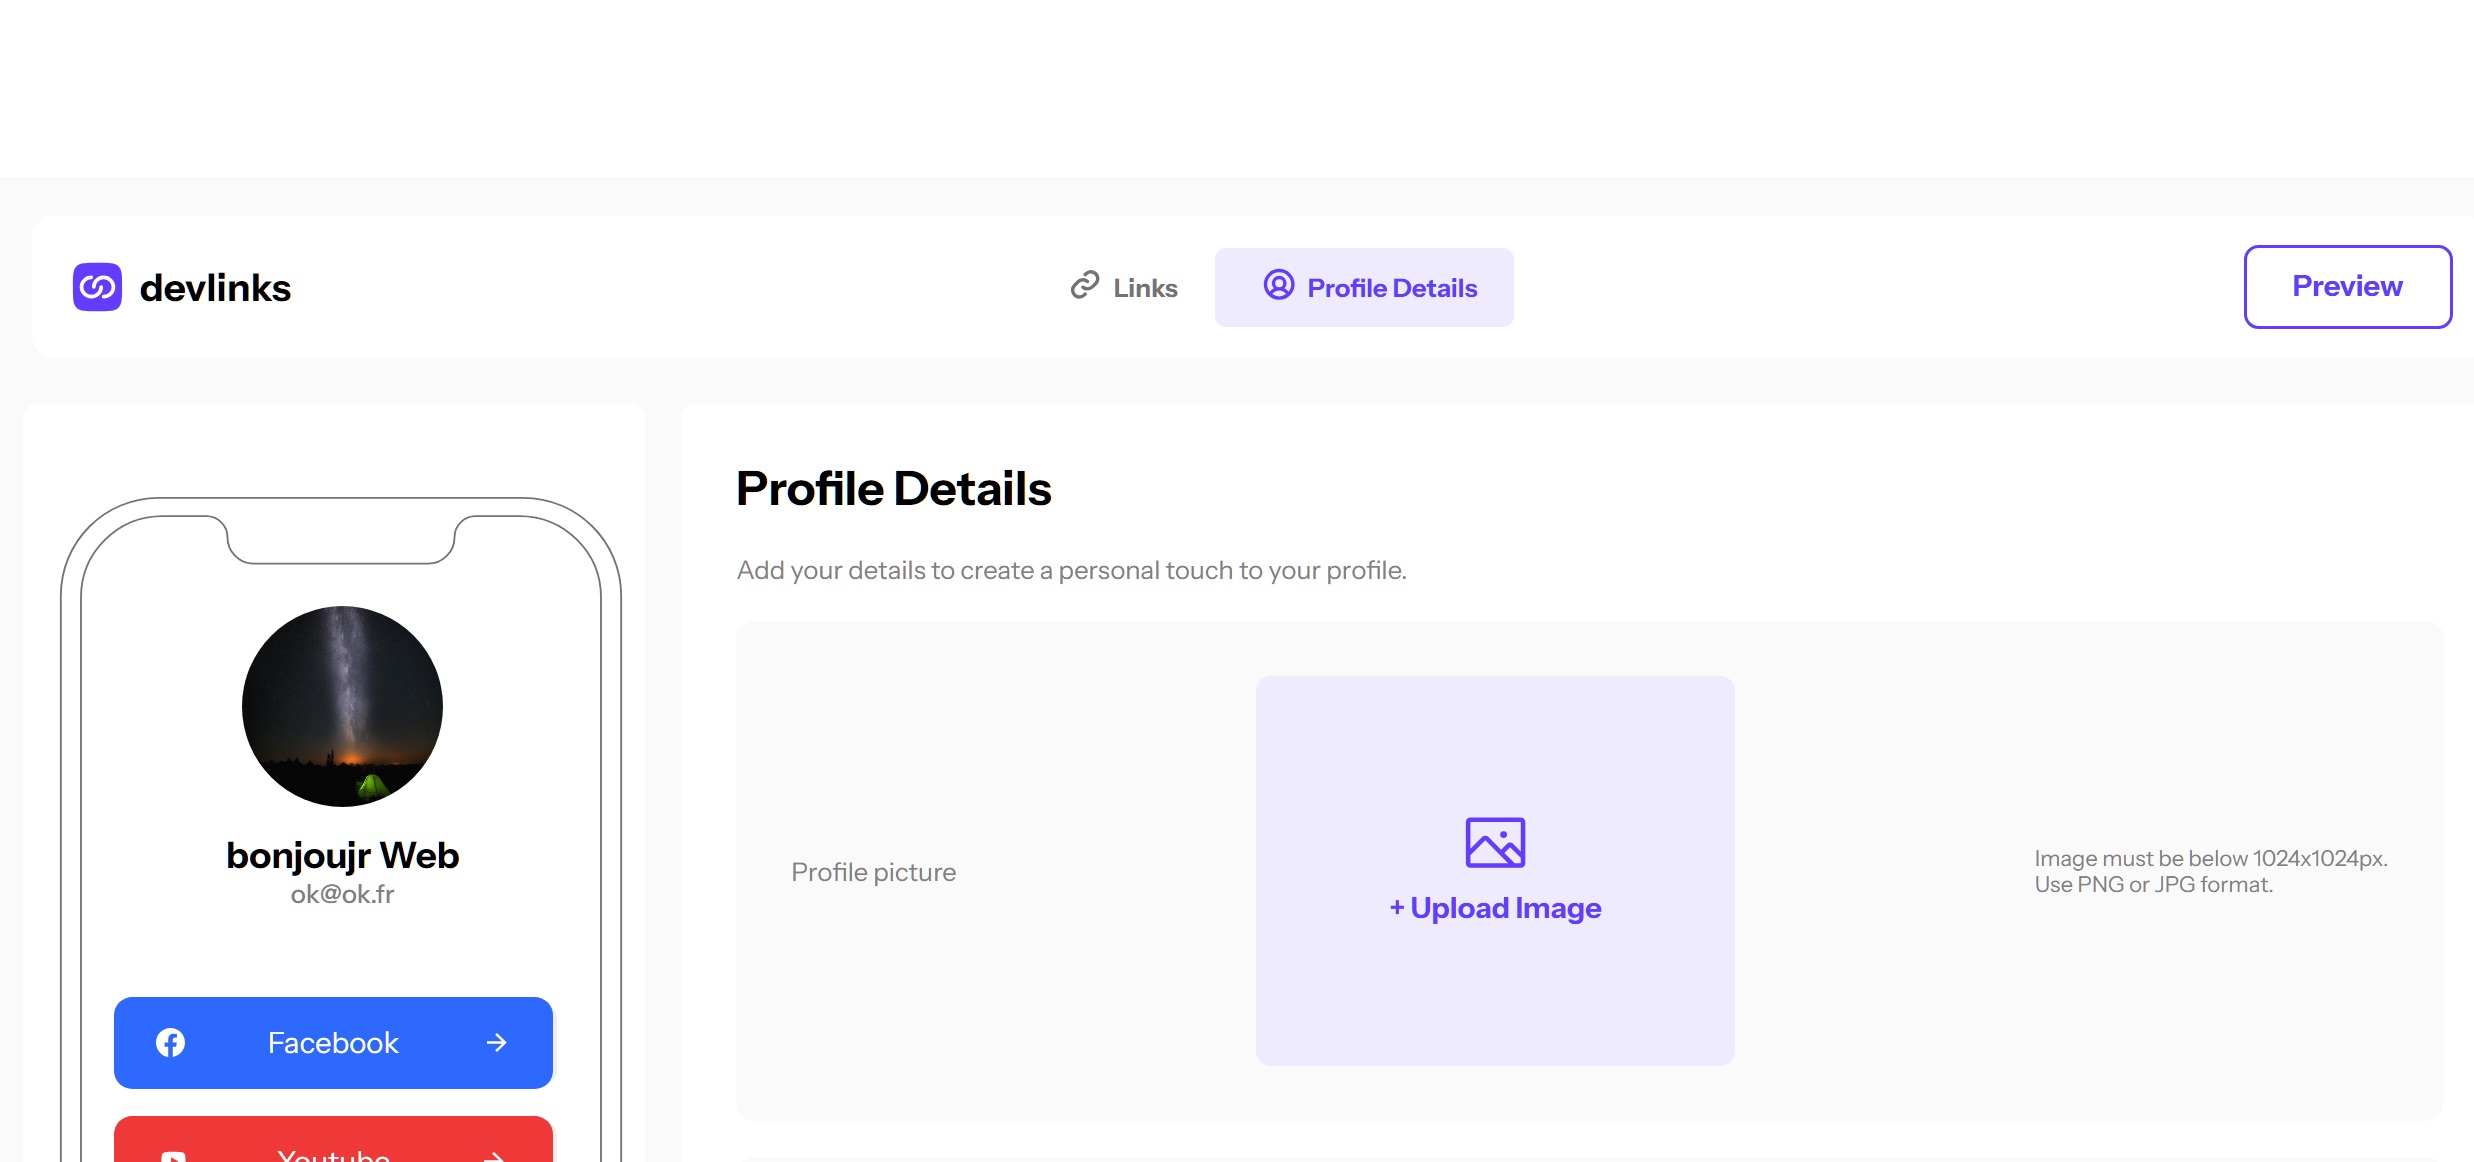 devlinks
Links
Profile Details
Preview
Profile Details
Add your details to create a personal touch to your profile.
Profile picture
+ Upload Image
Image must be below 1024x1024px.
Use PNG or JPG format.
bonjoujr Web
ok@ok.fr
Facebook
Youtube